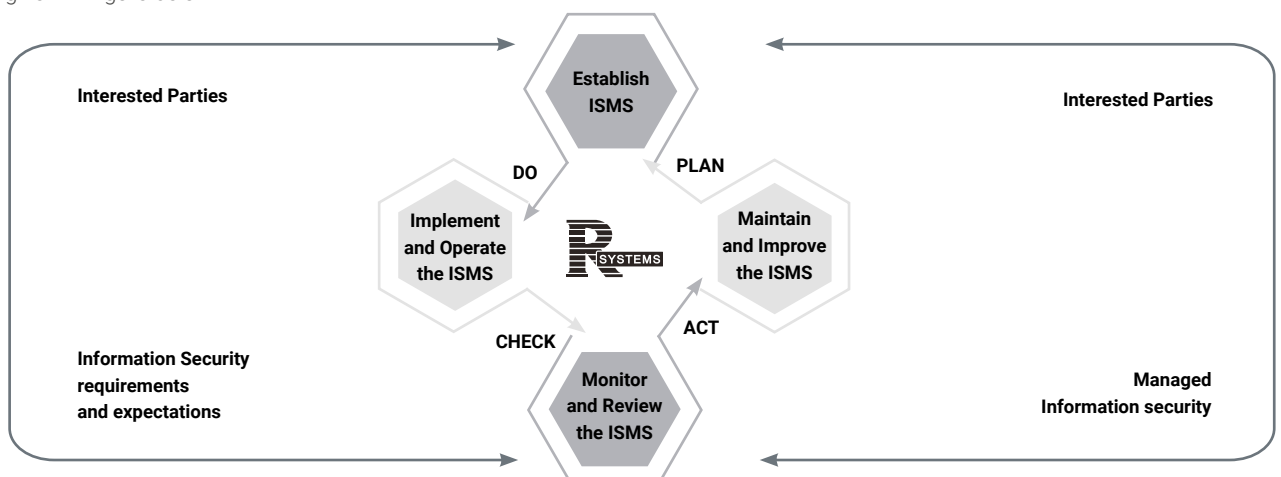 Establish
ISMS
Interested Parties
Interested Parties
DO
PLAN
Implement
and Operate
the ISMS
R
SYSTEMS
Maintain
and Improve
the ISMS
CHECK
ACT
Information Security
requirements
and expectations
Monitor
and Review
the ISMS
Managed
Information security